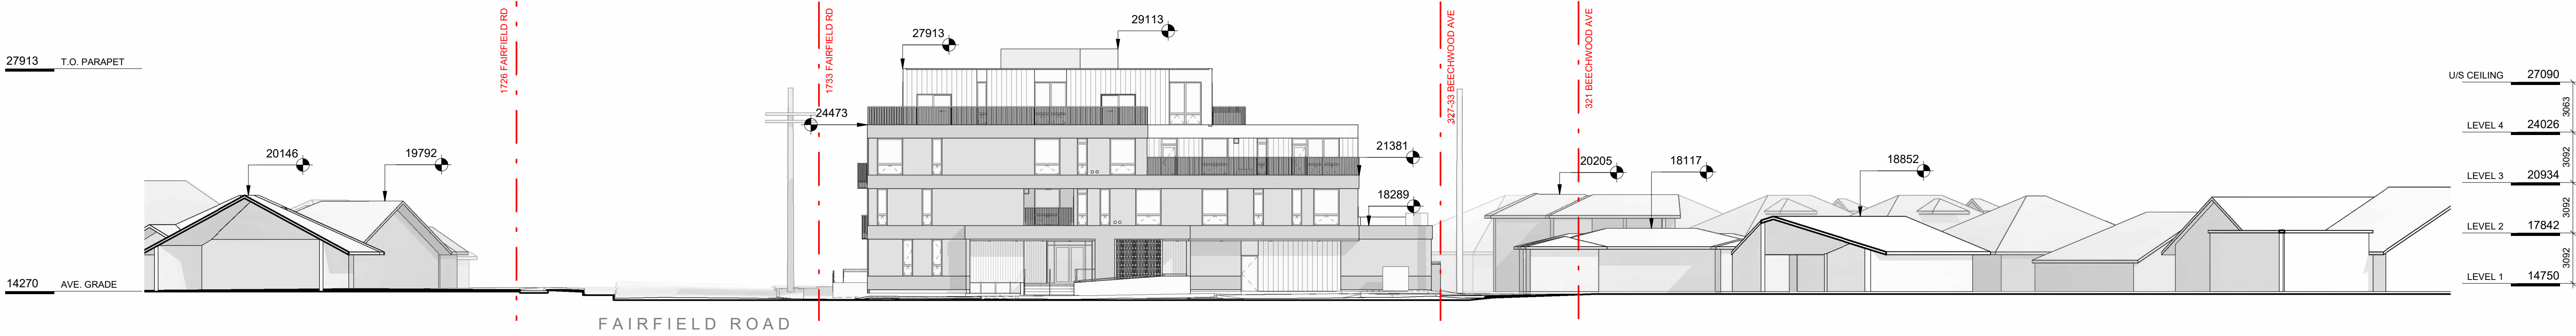 27913 T.O. PARAPET
14270 AVE. GRADE
20146
19792
1726 FAIRFIELD RD
FAIRFIELD ROAD
1733 FAIRFIELD RD
24473
27913
29113
21381
18289
327-33 BEECHWOOD AVE
321 BEECHWOOD AVE
20205
18117
18852
U/S CEILING 27090
3063
LEVEL 4 24026
3092
LEVEL 3 20934
3092
LEVEL 2 17842
3092
LEVEL 1 14750